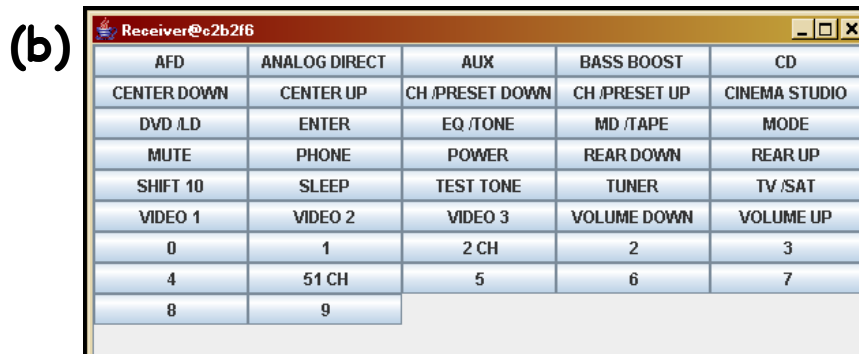 (b)
Receiver@c2b2f6
AFD ANALOG DIRECT AUX BASS BOOST CD
CENTER DOWN CENTER UP CH /PRESET DOWN CH /PRESET UP CINEMA STUDIO
DVD /LD ENTER EQ /TONE MD /TAPE MODE
MUTE PHONE POWER REAR DOWN REAR UP
SHIFT 10 SLEEP TEST TONE TUNER TV /SAT
VIDEO 1 VIDEO 2 VIDEO 3 VOLUME DOWN VOLUME UP
0 1 2 CH 2 3
4 51 CH 5 6 7
8 9